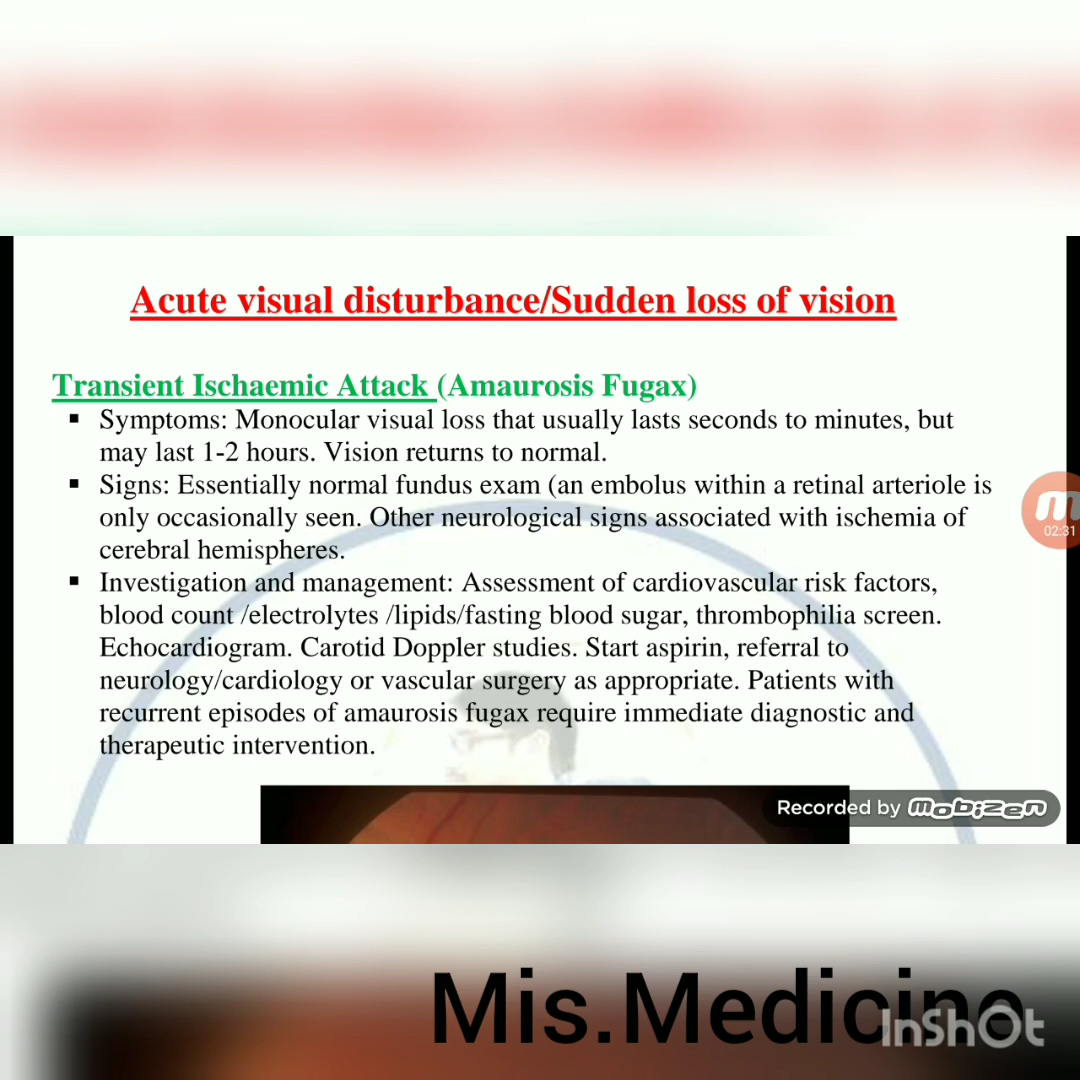 Acute visual disturbance/Sudden loss of vision
Transient Ischaemic Attack (Amaurosis Fugax)
▪ Symptoms: Monocular visual loss that usually lasts seconds to minutes, but
may last 1-2 hours. Vision returns to normal.
▪ Signs: Essentially normal fundus exam (an embolus within a retinal arteriole is
only occasionally seen. Other neurological signs associated with ischemia of
cerebral hemispheres.
▪ Investigation and management: Assessment of cardiovascular risk factors,
blood count /electrolytes /lipids/fasting blood sugar, thrombophilia screen.
Echocardiogram. Carotid Doppler studies. Start aspirin, referral to
neurology/cardiology or vascular surgery as appropriate. Patients with
recurrent episodes of amaurosis fugax require immediate diagnostic and
therapeutic intervention.
m
02:31
Recorded by mobizen
Mis.Medicine
InShOt